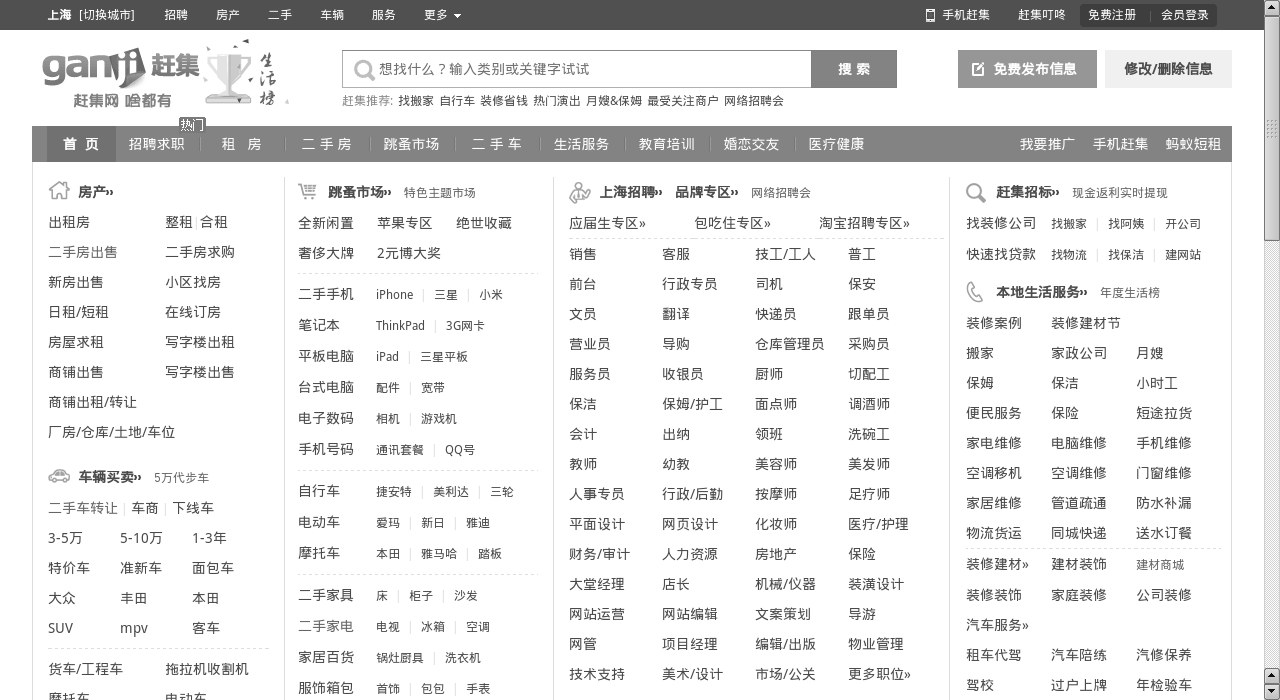 上海 [切换城市] 招聘 房产 二手 车辆 服务 更多 手机赶集 赶集叮咚 免费注册 会员登录
ganji 赶集 生活榜
赶集网 啥都有
想找什么？输入类别或关键字试试 搜 索 免费发布信息 修改/删除信息
赶集推荐: 找搬家 自行车 装修省钱 热门演出 月嫂&保姆 最受关注商户 网络招聘会
热门
首 页 招聘求职 租 房 二 手 房 跳蚤市场 二 手 车 生活服务 教育培训 婚恋交友 医疗健康 我要推广 手机赶集 蚂蚁短租
房产»
出租房 整租 合租
二手房出售 二手房求购
新房出售 小区找房
日租/短租 在线订房
房屋求租 写字楼出租
商铺出售 写字楼出售
商铺出租/转让
厂房/仓库/土地/车位
车辆买卖» 5万代步车
二手车转让 车商 下线车
3-5万 5-10万 1-3年
特价车 准新车 面包车
大众 丰田 本田
SUV mpv 客车
货车/工程车 拖拉机收割机
摩托车 电动车
跳蚤市场» 特色主题市场
全新闲置 苹果专区 绝世收藏
奢侈大牌 2元博大奖
二手手机 iPhone 三星 小米
笔记本 ThinkPad 3G网卡
平板电脑 iPad 三星平板
台式电脑 配件 宽带
电子数码 相机 游戏机
手机号码 通讯套餐 QQ号
自行车 捷安特 美利达 三轮
电动车 爱玛 新日 雅迪
摩托车 本田 雅马哈 踏板
二手家具 床 柜子 沙发
二手家电 电视 冰箱 空调
家居百货 锅灶厨具 洗衣机
服饰箱包 首饰 包包 手表
上海招聘» 品牌专区» 网络招聘会
应届生专区» 包吃住专区» 淘宝招聘专区»
销售 客服 技工/工人 普工
前台 行政专员 司机 保安
文员 翻译 快递员 跟单员
营业员 导购 仓库管理员 采购员
服务员 收银员 厨师 切配工
保洁 保姆/护工 面点师 调酒师
会计 出纳 领班 洗碗工
教师 幼教 美容师 美发师
人事专员 行政/后勤 按摩师 足疗师
平面设计 网页设计 化妆师 医疗/护理
财务/审计 人力资源 房地产 保险
大堂经理 店长 机械/仪器 装潢设计
网站运营 网站编辑 文案策划 导游
网管 项目经理 编辑/出版 物业管理
技术支持 美术/设计 市场/公关 更多职位»
赶集招标» 现金返利实时提现
找装修公司 找搬家 找阿姨 开公司
快速找贷款 找物流 找保洁 建网站
本地生活服务» 年度生活榜
装修案例 装修建材节
搬家 家政公司 月嫂
保姆 保洁 小时工
便民服务 保险 短途拉货
家电维修 电脑维修 手机维修
空调移机 空调维修 门窗维修
家居维修 管道疏通 防水补漏
物流货运 同城快递 送水订餐
装修建材» 建材装饰 建材商城
装修装饰 家庭装修 公司装修
汽车服务»
租车代驾 汽车陪练 汽修保养
驾校 过户上牌 年检验车